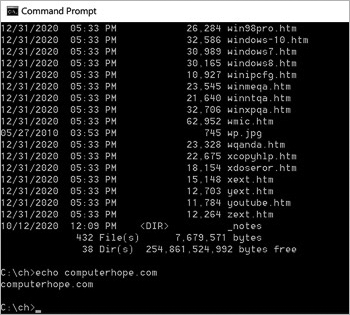 Command Prompt
12/31/2020  05:33 PM            26,284 win98pro.htm
12/31/2020  05:33 PM            32,586 windows-10.htm
12/31/2020  05:33 PM            30,989 windows7.htm
12/31/2020  05:33 PM            30,165 windows8.htm
12/31/2020  05:33 PM            10,927 winipcfg.htm
12/31/2020  05:33 PM            23,545 winmeqa.htm
12/31/2020  05:33 PM            21,640 winntqa.htm
12/31/2020  05:33 PM            32,706 winxpqa.htm
12/31/2020  05:33 PM            62,952 wmic.htm
05/27/2010  03:53 PM               745 wp.jpg
12/31/2020  05:33 PM            23,328 wqanda.htm
12/31/2020  05:33 PM            22,675 xcopyhlp.htm
12/31/2020  05:33 PM            18,154 xdoseror.htm
12/31/2020  05:33 PM            15,148 xext.htm
12/31/2020  05:33 PM            12,703 yext.htm
12/31/2020  05:33 PM            11,784 youtube.htm
12/31/2020  05:33 PM            12,264 zext.htm
10/12/2020  12:09 PM    <DIR>          _notes
432 File(s)      7,679,571 bytes
38 Dir(s)  254,861,524,992 bytes free
C:\ch>echo computerhope.com
computerhope.com
C:\ch>_